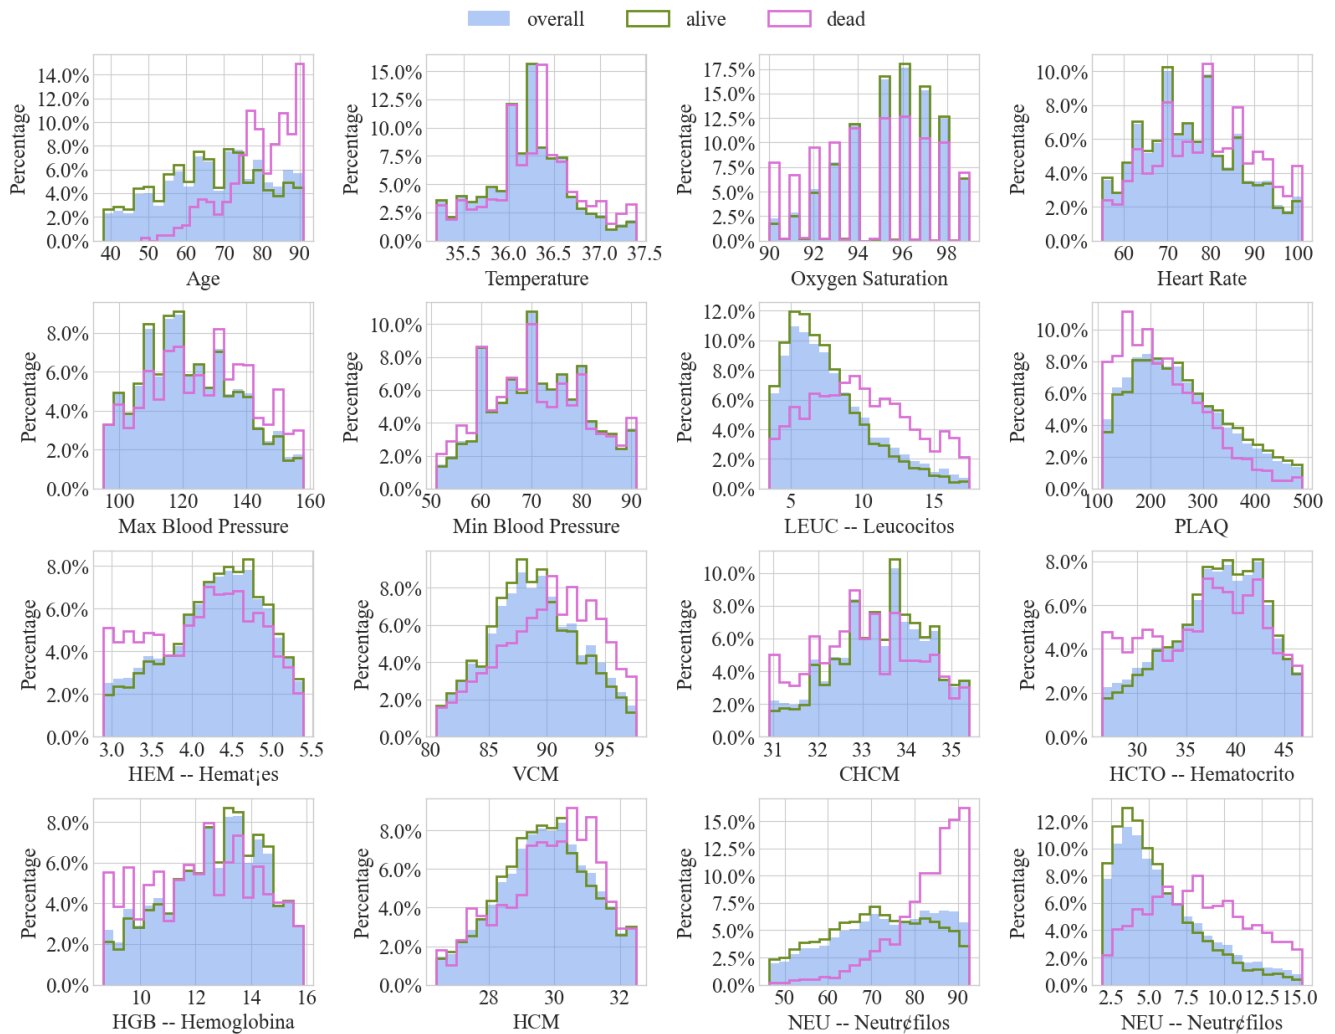 overall alive dead
Percentage
14.0%
12.0%
10.0%
8.0%
6.0%
4.0%
2.0%
0.0%
40 50 60 70 80 90
Age
Percentage
15.0%
12.5%
10.0%
7.5%
5.0%
2.5%
0.0%
35.5 36.0 36.5 37.0 37.5
Temperature
Percentage
17.5%
15.0%
12.5%
10.0%
7.5%
5.0%
2.5%
0.0%
90 92 94 96 98
Oxygen Saturation
Percentage
10.0%
8.0%
6.0%
4.0%
2.0%
0.0%
60 70 80 90 100
Heart Rate
Percentage
8.0%
6.0%
4.0%
2.0%
0.0%
100 120 140 160
Max Blood Pressure
Percentage
10.0%
8.0%
6.0%
4.0%
2.0%
0.0%
50 60 70 80 90
Min Blood Pressure
Percentage
12.0%
10.0%
8.0%
6.0%
4.0%
2.0%
0.0%
5 10 15
LEUC -- Leucocitos
Percentage
10.0%
8.0%
6.0%
4.0%
2.0%
0.0%
100 200 300 400 500
PLAQ
Percentage
8.0%
6.0%
4.0%
2.0%
0.0%
3.0 3.5 4.0 4.5 5.0 5.5
HEM -- Hemat¡es
Percentage
8.0%
6.0%
4.0%
2.0%
0.0%
80 85 90 95
VCM
Percentage
10.0%
8.0%
6.0%
4.0%
2.0%
0.0%
31 32 33 34 35
CHCM
Percentage
8.0%
6.0%
4.0%
2.0%
0.0%
30 35 40 45
HCTO -- Hematocrito
Percentage
8.0%
6.0%
4.0%
2.0%
0.0%
10 12 14 16
HGB -- Hemoglobina
Percentage
8.0%
6.0%
4.0%
2.0%
0.0%
28 30 32
HCM
Percentage
15.0%
12.5%
10.0%
7.5%
5.0%
2.5%
0.0%
50 60 70 80 90
NEU -- Neutr¢filos
Percentage
12.0%
10.0%
8.0%
6.0%
4.0%
2.0%
0.0%
2.5 5.0 7.5 10.0 12.5 15.0
NEU -- Neutr¢filos